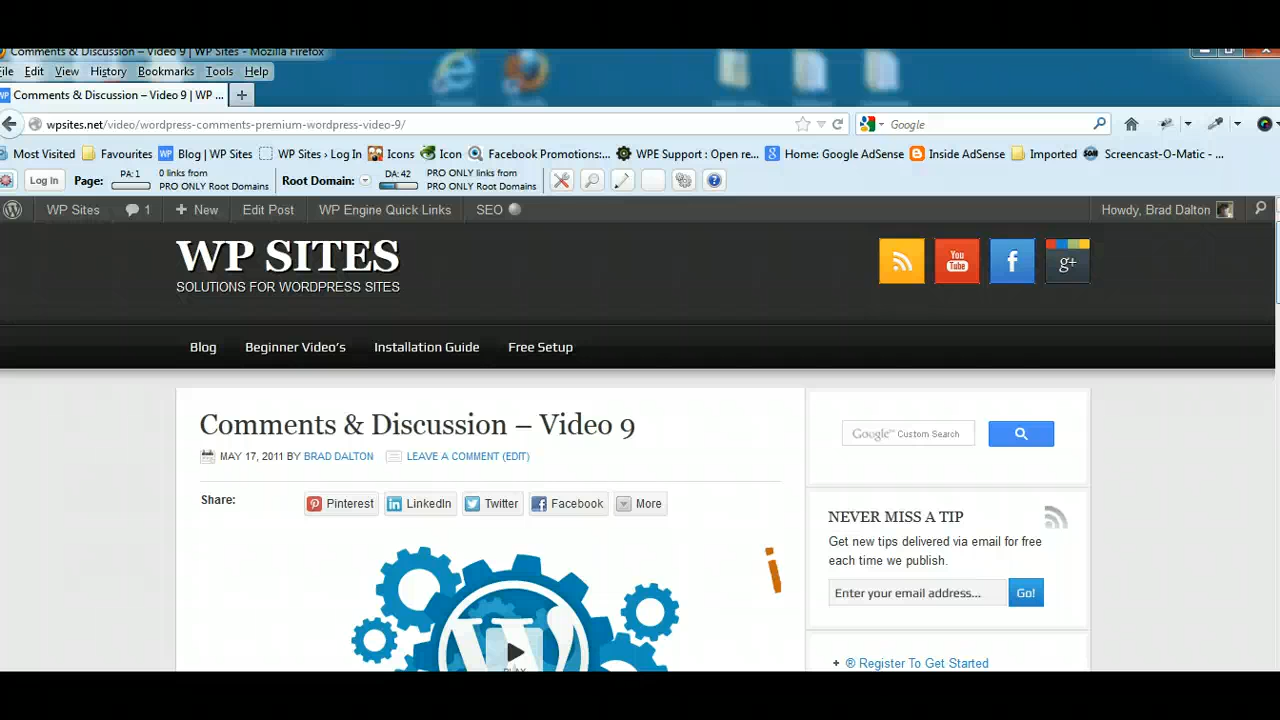 Comments & Discussion – Video 9 | WP Sites - Mozilla Firefox
File Edit View History Bookmarks Tools Help
Comments & Discussion – Video 9 | WP ... +
wpsites.net/video/wordpress-comments-premium-wordpress-video-9/ Google
Most Visited Favourites Blog | WP Sites WP Sites › Log In Icons Icon Facebook Promotions:... WPE Support : Open re... Home: Google AdSense Inside AdSense Imported Screencast-O-Matic - ...
Log In Page: PA: 1 0 links from PRO ONLY Root Domains Root Domain: DA: 42 PRO ONLY links from PRO ONLY Root Domains
WP Sites 1 + New Edit Post WP Engine Quick Links SEO Howdy, Brad Dalton
WP SITES
SOLUTIONS FOR WORDPRESS SITES
You Tube f g+
Blog Beginner Video's Installation Guide Free Setup
Comments & Discussion – Video 9
MAY 17, 2011 BY BRAD DALTON LEAVE A COMMENT (EDIT)
Share: Pinterest LinkedIn Twitter Facebook More
i
W
PLAY
Google™ Custom Search
NEVER MISS A TIP
Get new tips delivered via email for free
each time we publish.
Enter your email address... Go!
+ ® Register To Get Started